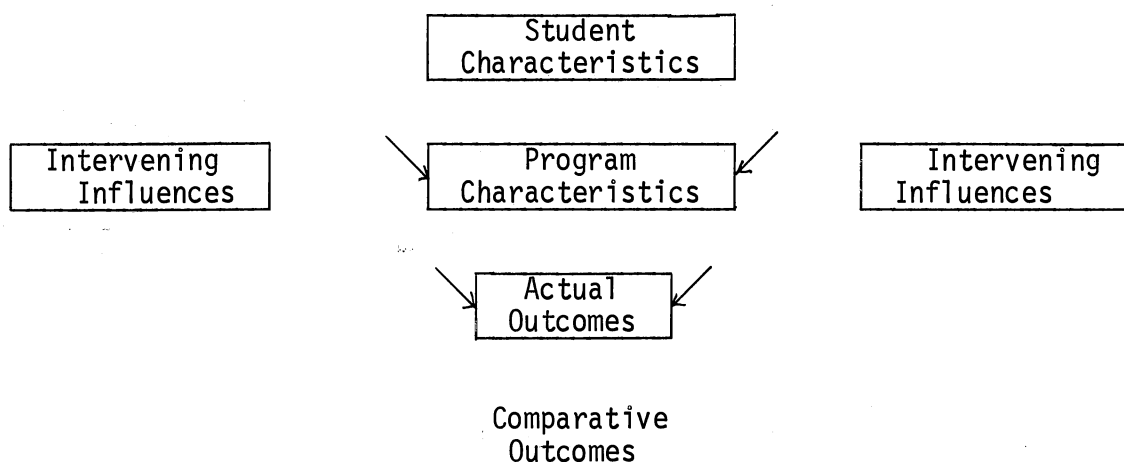 Student
Characteristics
Intervening
Influences
Program
Characteristics
Intervening
Influences
Actual
Outcomes
Comparative
Outcomes